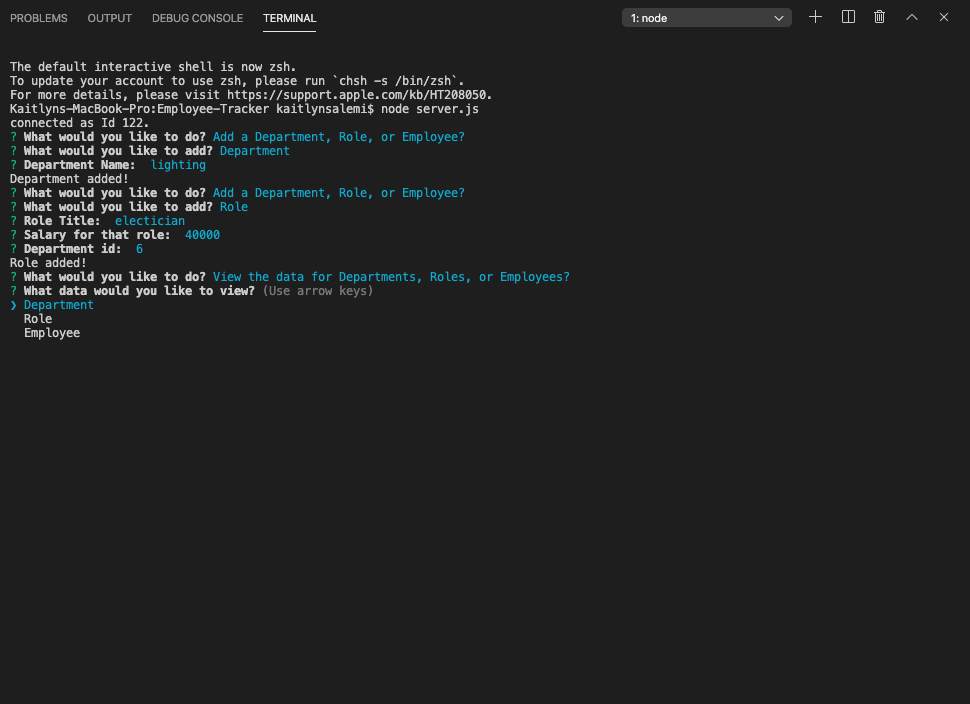 PROBLEMS OUTPUT DEBUG CONSOLE TERMINAL 1: node
The default interactive shell is now zsh.
To update your account to use zsh, please run `chsh -s /bin/zsh`.
For more details, please visit https://support.apple.com/kb/HT208050.
Kaitlyns-MacBook-Pro:Employee-Tracker kaitlynsalemi$ node server.js
connected as Id 122.
? What would you like to do? Add a Department, Role, or Employee?
? What would you like to add? Department
? Department Name:  lighting
Department added!
? What would you like to do? Add a Department, Role, or Employee?
? What would you like to add? Role
? Role Title:  electician
? Salary for that role:  40000
? Department id:  6
Role added!
? What would you like to do? View the data for Departments, Roles, or Employees?
? What data would you like to view? (Use arrow keys)
❯ Department
Role
Employee